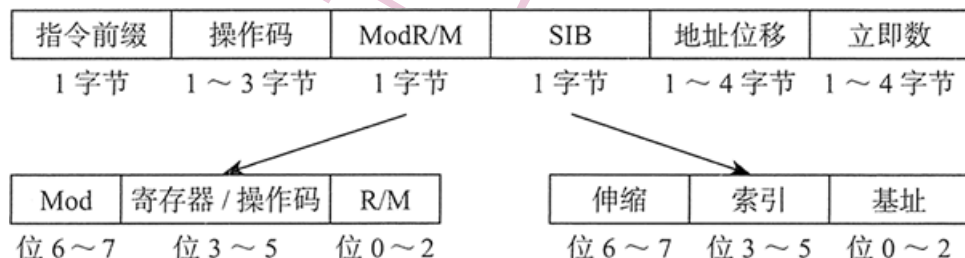 指令前缀 操作码 ModR/M SIB 地址位移 立即数
1 字节 1～3 字节 1 字节 1 字节 1～4 字节 1～4 字节
Mod 寄存器 / 操作码 R/M 伸缩 索引 基址
位 6～7 位 3～5 位 0～2 位 6～7 位 3～5 位 0～2